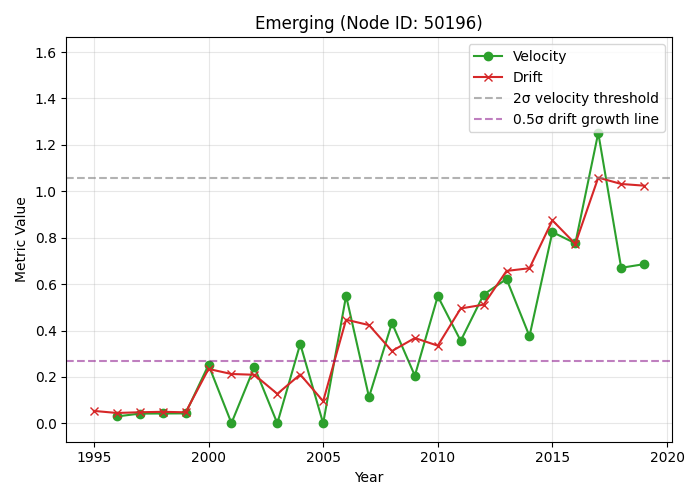 Emerging (Node ID: 50196)
Velocity
Drift
2σ velocity threshold
0.5σ drift growth line
Metric Value
1.6
1.4
1.2
1.0
0.8
0.6
0.4
0.2
0.0
1995
2000
2005
2010
2015
2020
Year